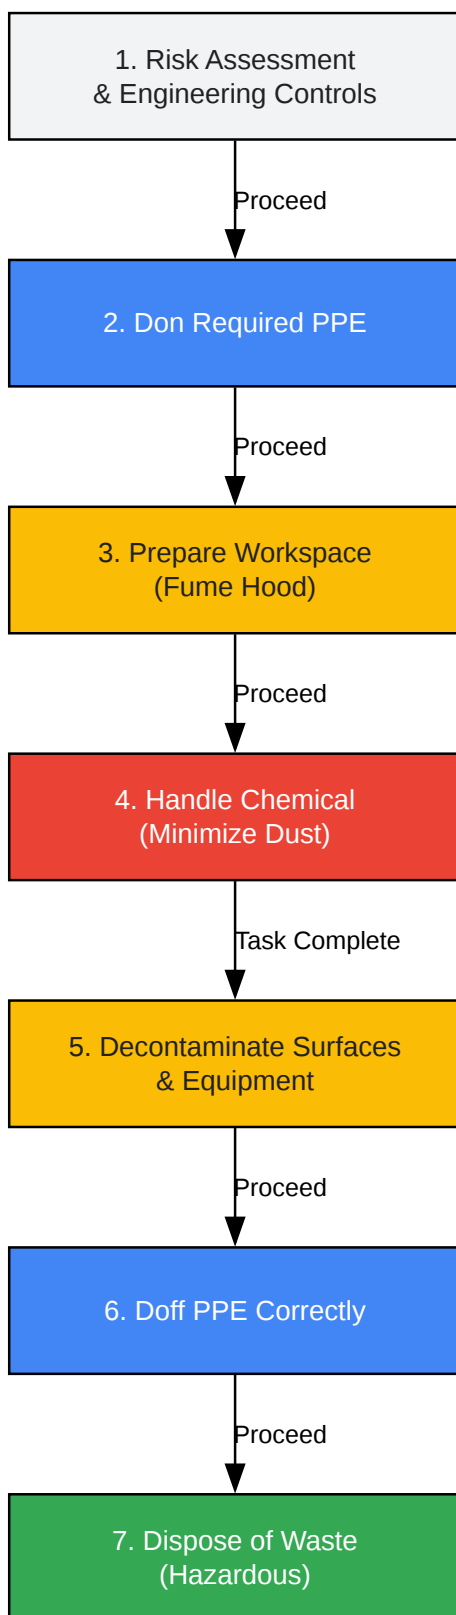 1. Risk Assessment
& Engineering Controls
Proceed
2. Don Required PPE
Proceed
3. Prepare Workspace
(Fume Hood)
Proceed
4. Handle Chemical
(Minimize Dust)
Task Complete
5. Decontaminate Surfaces
& Equipment
Proceed
6. Doff PPE Correctly
Proceed
7. Dispose of Waste
(Hazardous)